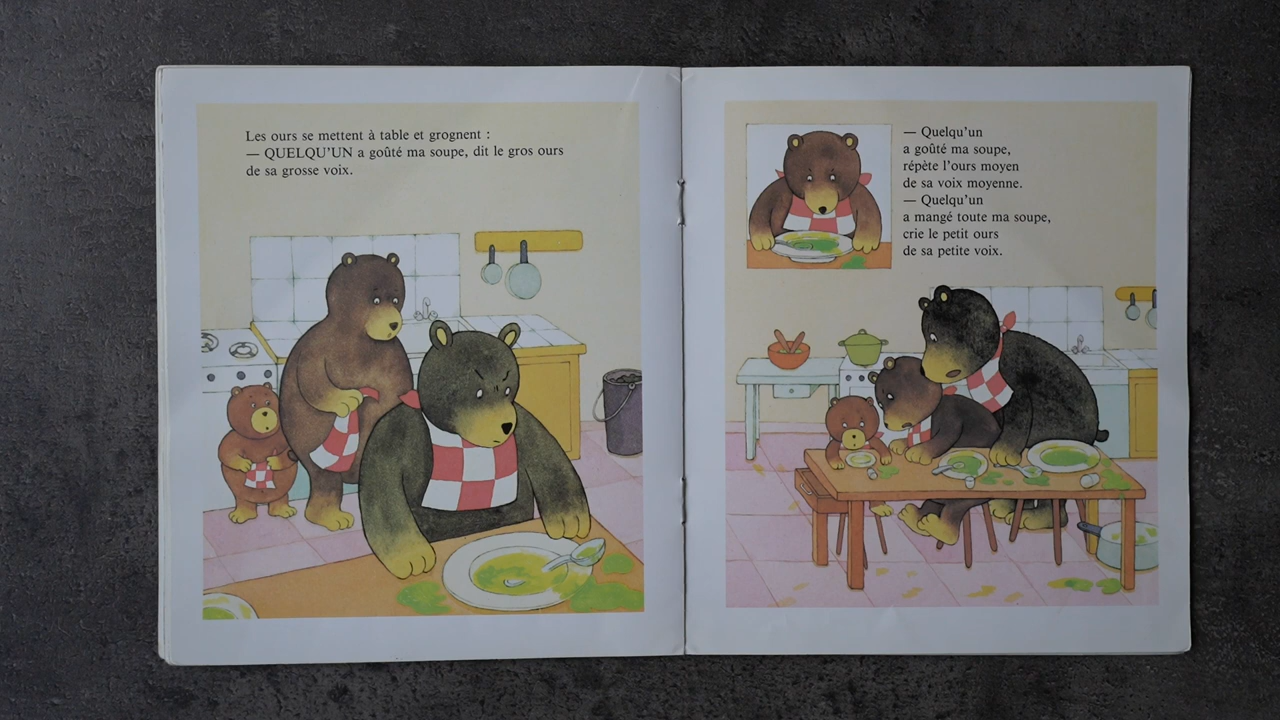 Les ours se mettent à table et grognent :
— QUELQU'UN a goûté ma soupe, dit le gros ours
de sa grosse voix.
— Quelqu'un
a goûté ma soupe,
répète l'ours moyen
de sa voix moyenne.
— Quelqu'un
a mangé toute ma soupe,
crie le petit ours
de sa petite voix.